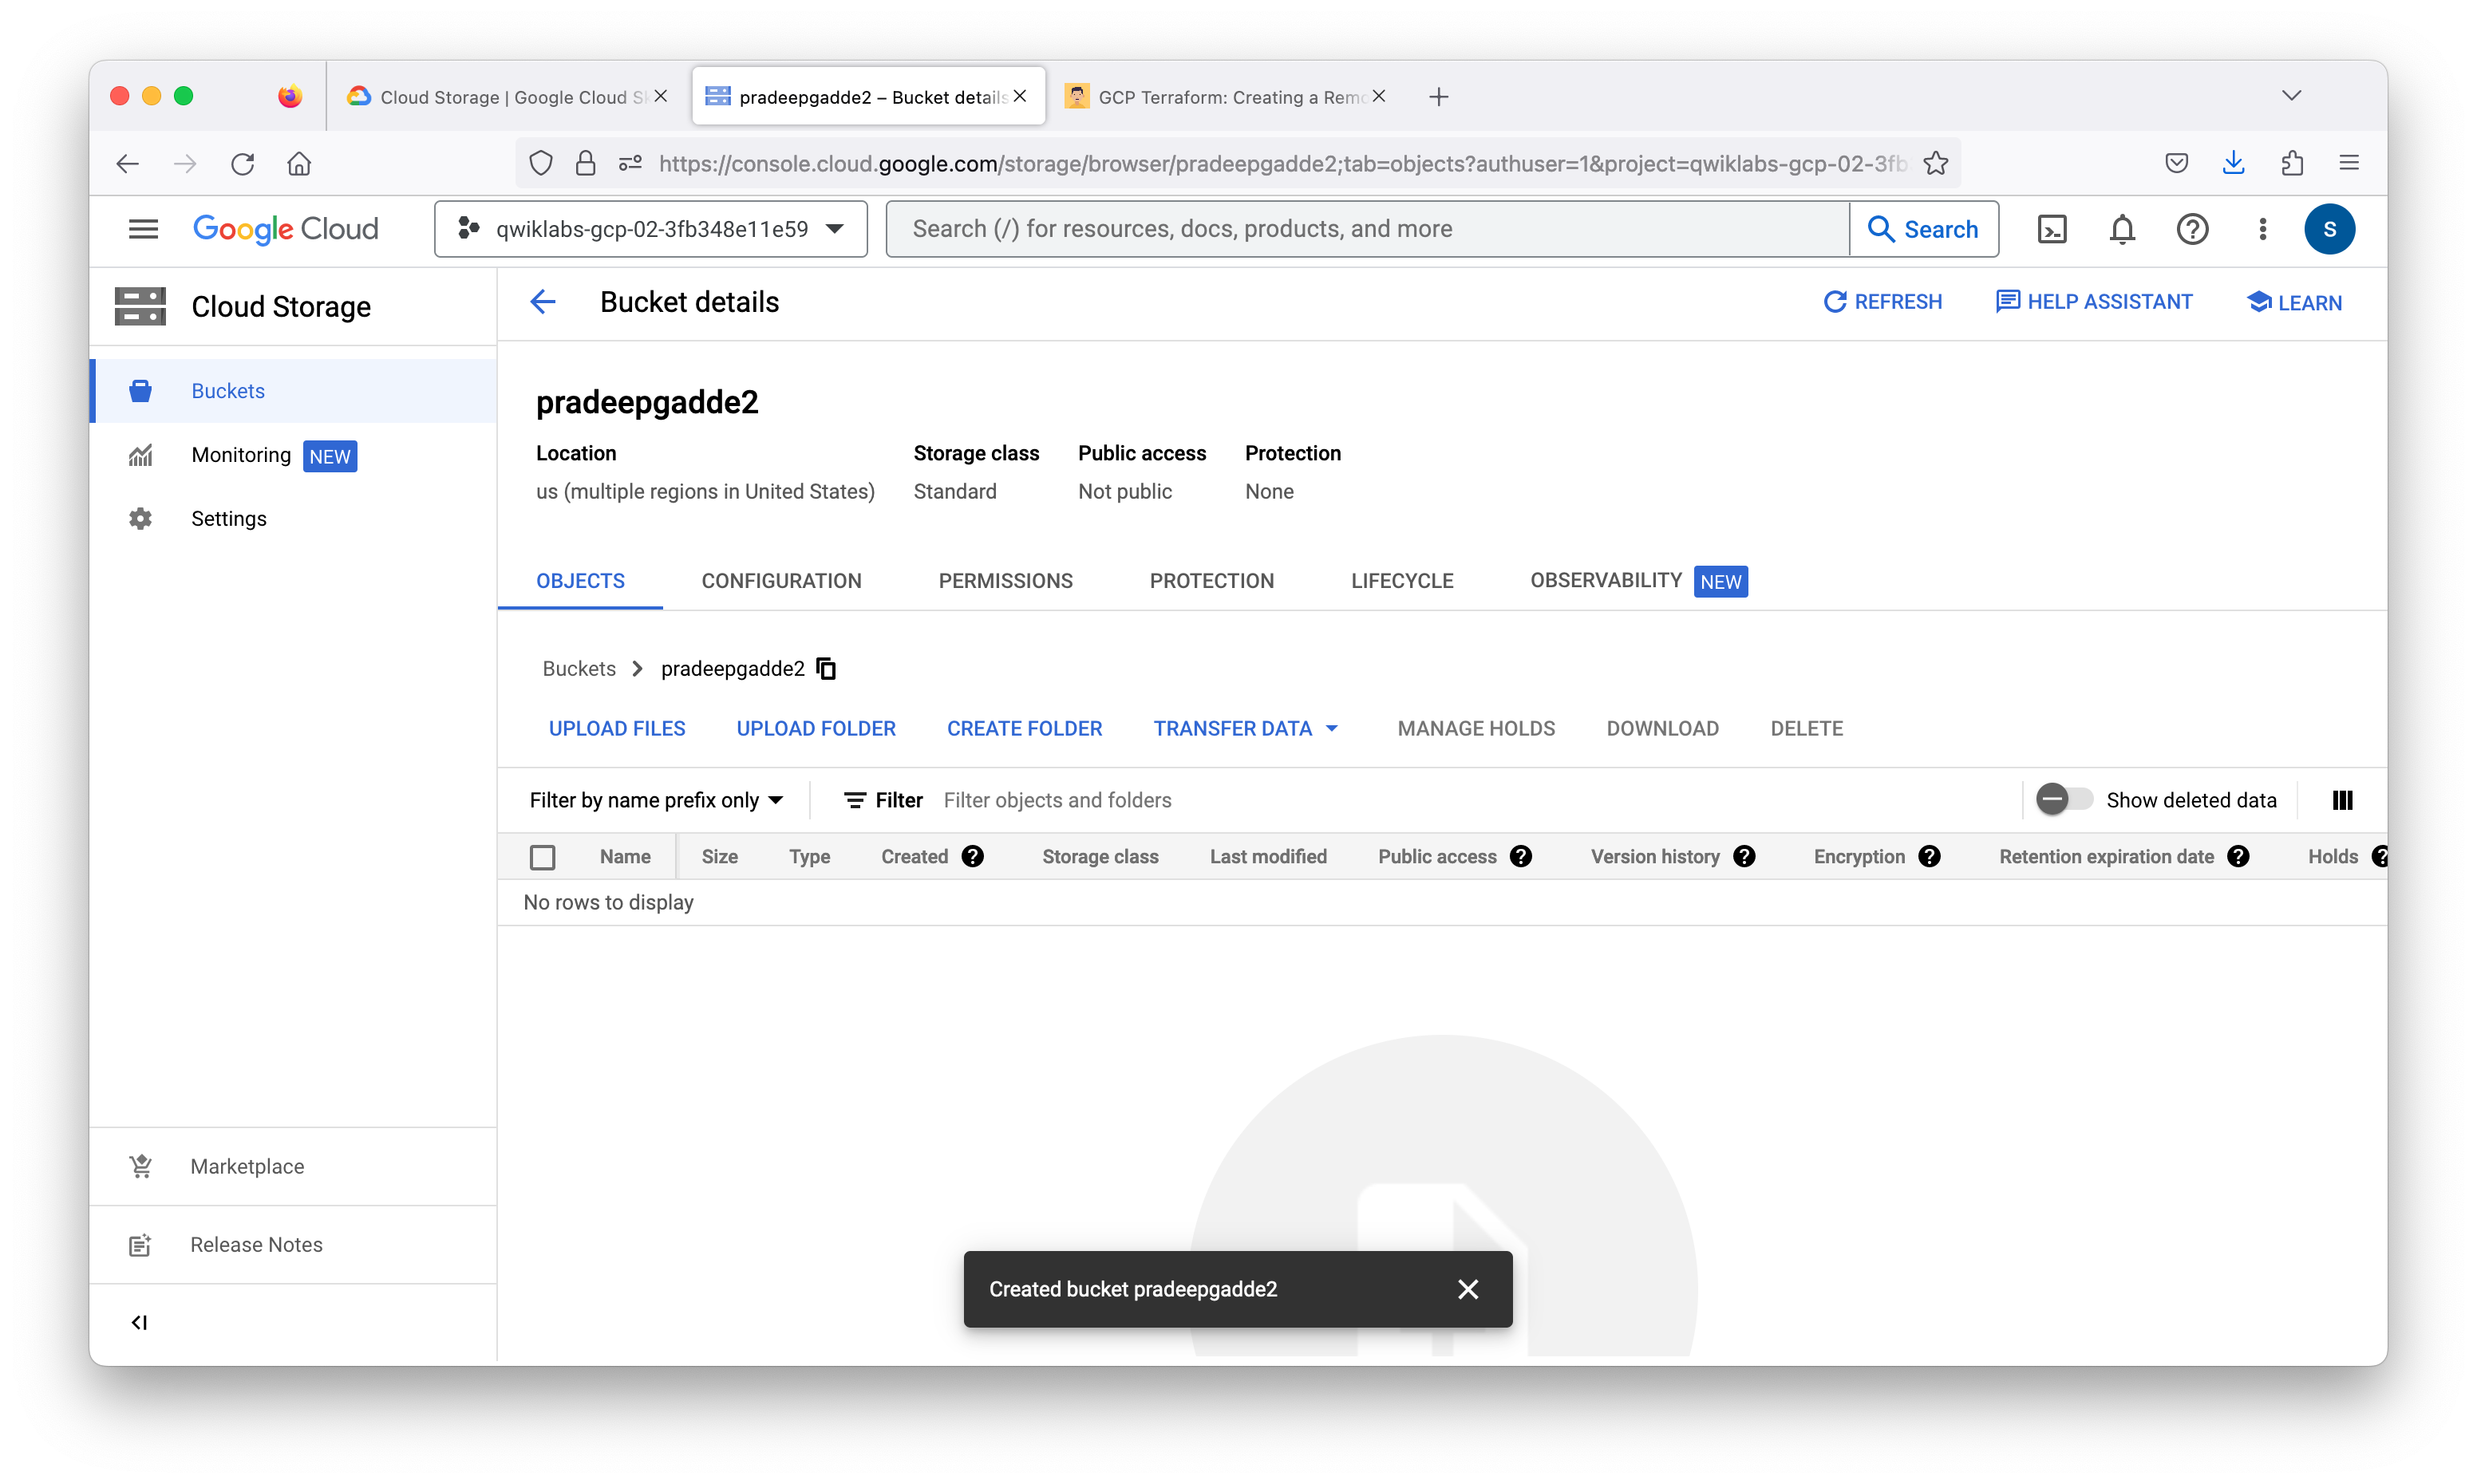 Cloud Storage | Google Cloud Sk
pradeepgadde2 – Bucket details
GCP Terraform: Creating a Remo
https://console.cloud.google.com/storage/browser/pradeepgadde2;tab=objects?authuser=1&project=qwiklabs-gcp-02-3fb
Google Cloud
qwiklabs-gcp-02-3fb348e11e59
Search (/) for resources, docs, products, and more
Search
S
Cloud Storage
Bucket details
REFRESH
HELP ASSISTANT
LEARN
Buckets
Monitoring NEW
Settings
Marketplace
Release Notes
pradeepgadde2
Location Storage class Public access Protection
us (multiple regions in United States) Standard Not public None
OBJECTS CONFIGURATION PERMISSIONS PROTECTION LIFECYCLE OBSERVABILITY NEW
Buckets > pradeepgadde2
UPLOAD FILES UPLOAD FOLDER CREATE FOLDER TRANSFER DATA MANAGE HOLDS DOWNLOAD DELETE
Filter by name prefix only Filter Filter objects and folders Show deleted data
Name Size Type Created Storage class Last modified Public access Version history Encryption Retention expiration date Holds
No rows to display
Created bucket pradeepgadde2